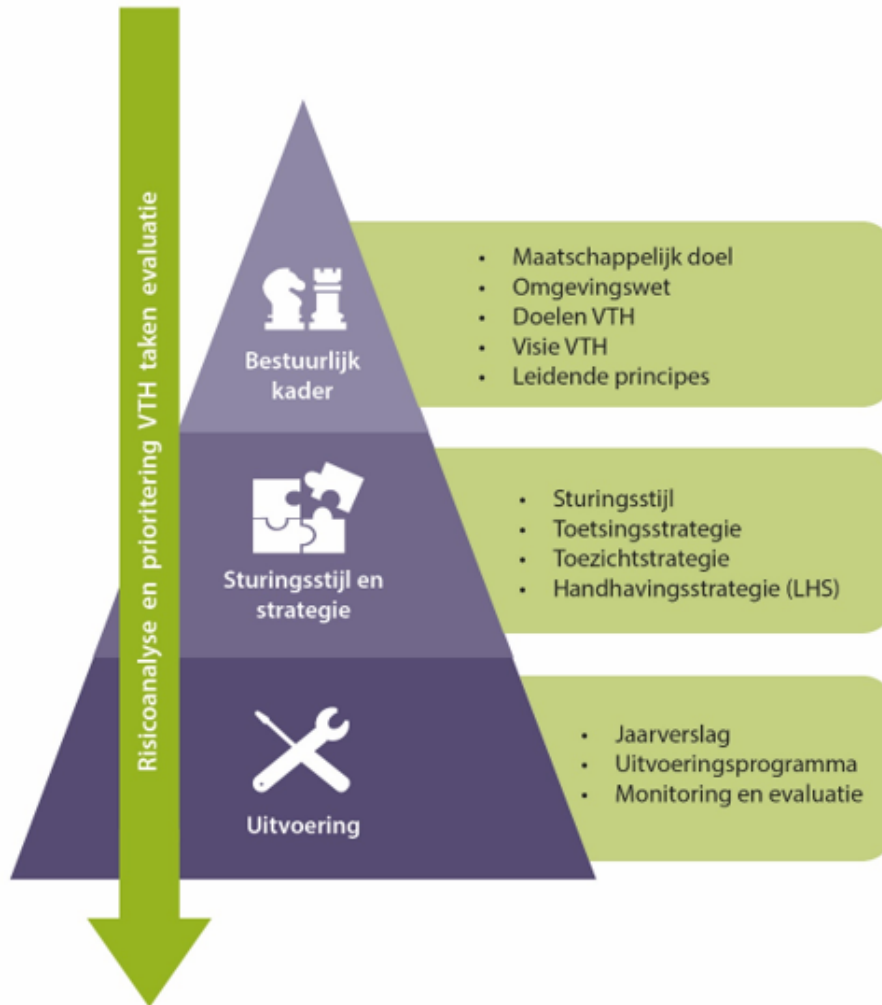 Risicoanalyse en prioritering VTH taken evaluatie
Bestuurlijk
kader
• Maatschappelijk doel
• Omgevingswet
• Doelen VTH
• Visie VTH
• Leidende principes
Sturingsstijl en
strategie
• Sturingsstijl
• Toetsingsstrategie
• Toezichtstrategie
• Handhavingsstrategie (LHS)
Uitvoering
• Jaarverslag
• Uitvoeringsprogramma
• Monitoring en evaluatie